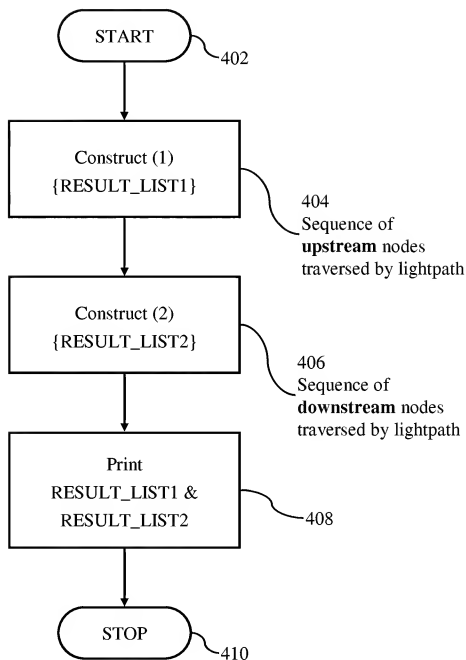 START
402
Construct (1)
{RESULT_LIST1}
404
Sequence of
upstream nodes
traversed by lightpath
Construct (2)
{RESULT_LIST2}
406
Sequence of
downstream nodes
traversed by lightpath
Print
RESULT_LIST1 &
RESULT_LIST2
408
STOP
410